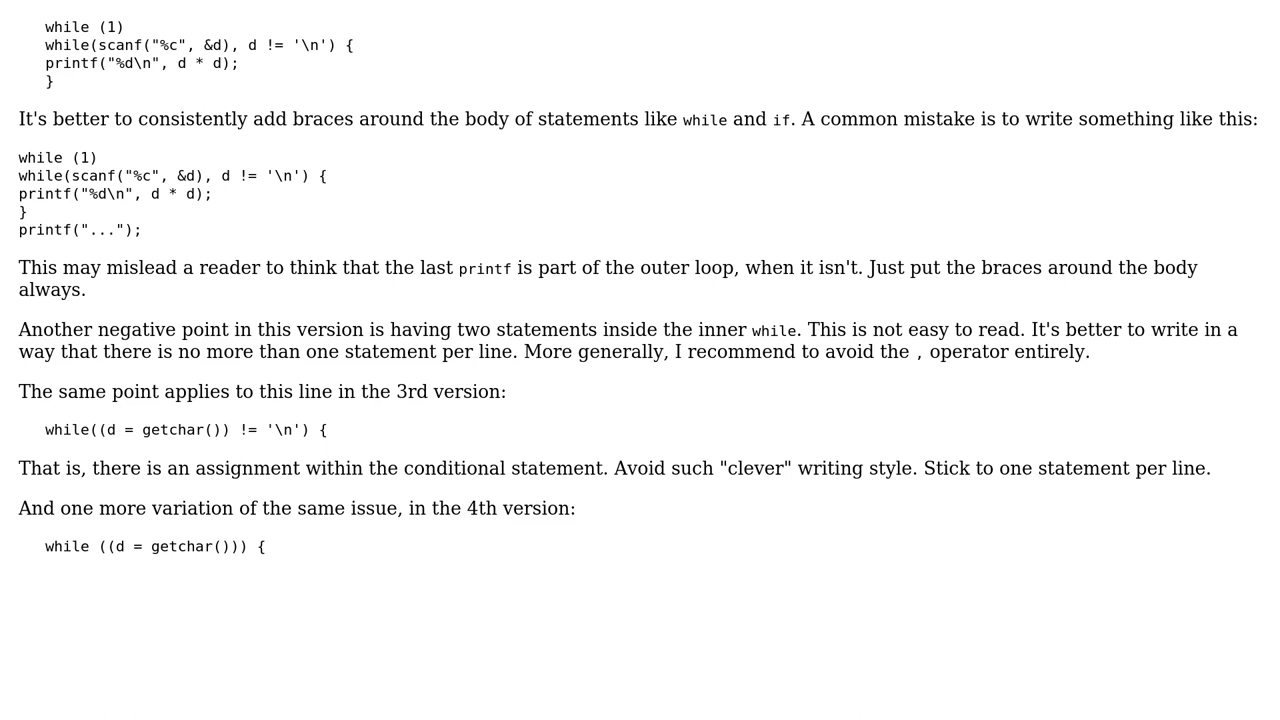 while (1)
while(scanf("%c", &d), d != '\n') {
printf("%d\n", d * d);
}
It's better to consistently add braces around the body of statements like while and if. A common mistake is to write something like this:
while (1)
while(scanf("%c", &d), d != '\n') {
printf("%d\n", d * d);
}
printf("...");
This may mislead a reader to think that the last printf is part of the outer loop, when it isn't. Just put the braces around the body
always.
Another negative point in this version is having two statements inside the inner while. This is not easy to read. It's better to write in a
way that there is no more than one statement per line. More generally, I recommend to avoid the , operator entirely.
The same point applies to this line in the 3rd version:
while((d = getchar()) != '\n') {
That is, there is an assignment within the conditional statement. Avoid such "clever" writing style. Stick to one statement per line.
And one more variation of the same issue, in the 4th version:
while ((d = getchar())) {